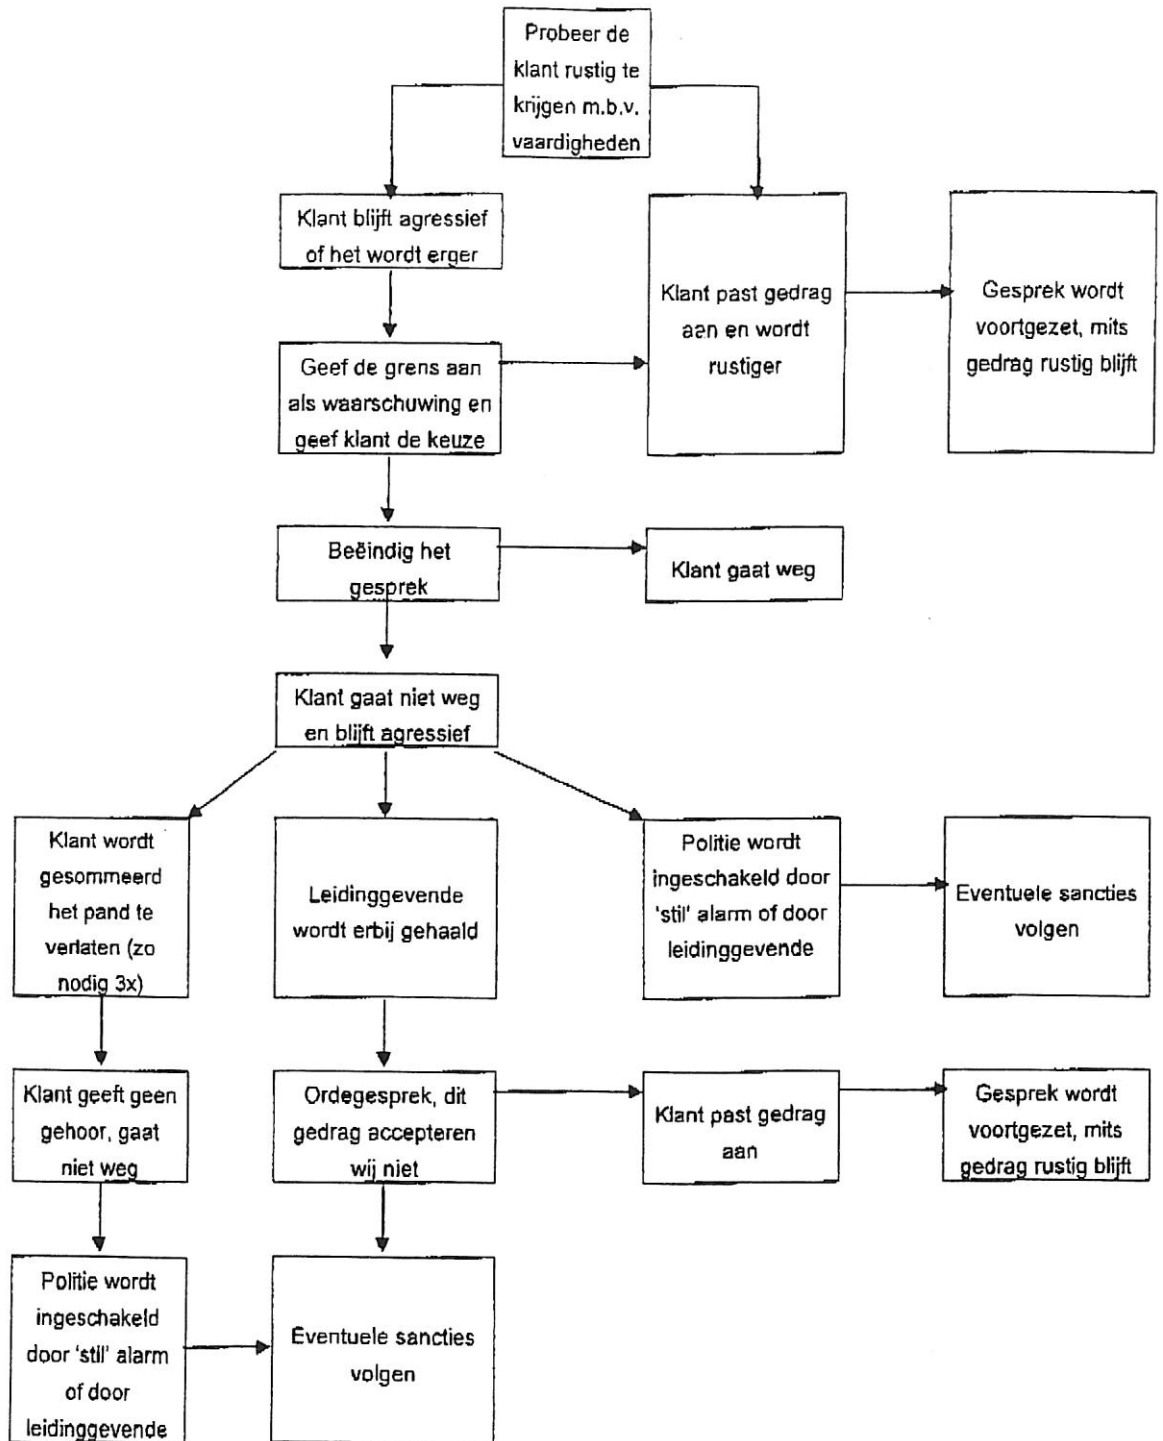 Probeer de
klant rustig te
krijgen m.b.v.
vaardigheden
Klant blijft agressief
of het wordt erger
Klant past gedrag
aan en wordt
rustiger
Gesprek wordt
voortgezet, mits
gedrag rustig blijft
Geef de grens aan
als waarschuwing en
geef klant de keuze
Beëindig het
gesprek
Klant gaat weg
Klant gaat niet weg
en blijft agressief
Klant wordt
gesommeerd
het pand te
verlaten (zo
nodig 3x)
Leidinggevende
wordt erbij gehaald
Politie wordt
ingeschakeld door
'stil' alarm of door
leidinggevende
Eventuele sancties
volgen
Klant geeft geen
gehoor, gaat
niet weg
Ordegesprek, dit
gedrag accepteren
wij niet
Klant past gedrag
aan
Gesprek wordt
voortgezet, mits
gedrag rustig blijft
Politie wordt
ingeschakeld
door 'stil' alarm
of door
leidinggevende
Eventuele sancties
volgen